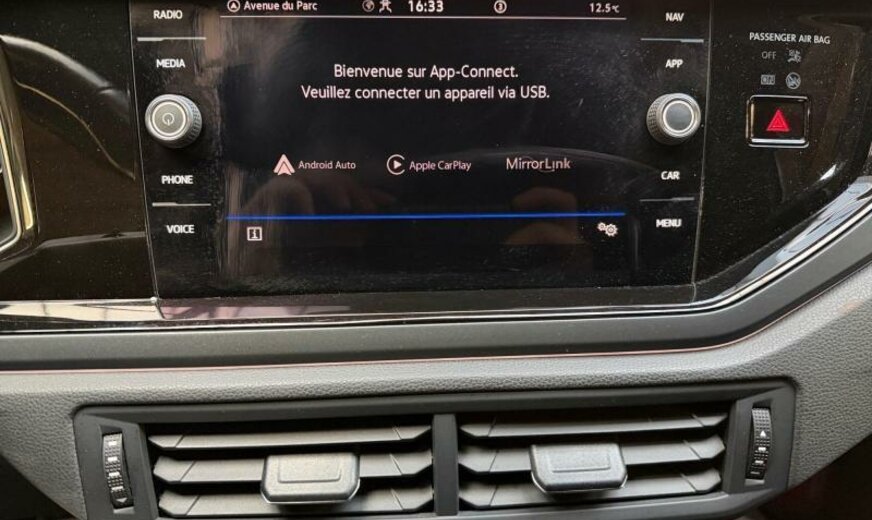 RADIO
MEDIA
PHONE
VOICE
Avenue du Parc 16:33 3 12.5°C
Bienvenue sur App-Connect.
Veuillez connecter un appareil via USB.
Android Auto Apple CarPlay MirrorLink
i
NAV
APP
CAR
MENU
PASSENGER AIR BAG
OFF